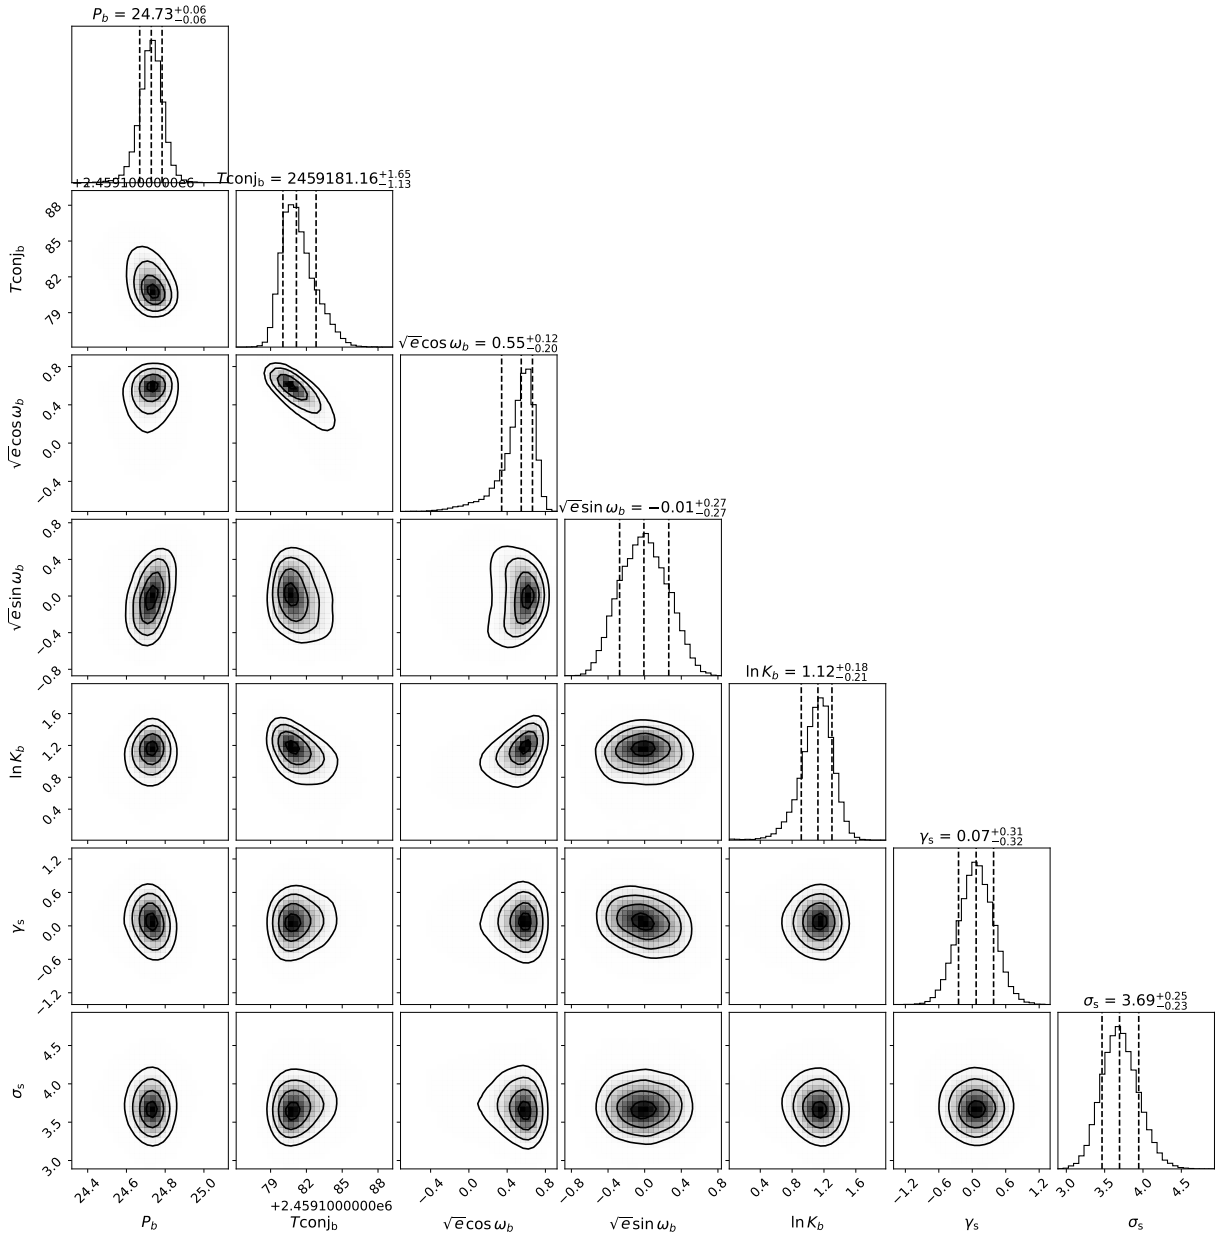 P_b = 24.73^{+0.06}_{-0.06}
+2.4591000000e6
Tconj_b = 2459181.16^{+1.65}_{-1.13}
88
85
82
79
Tconj_b
√e cos ω_b = 0.55^{+0.12}_{-0.20}
0.8
0.4
0.0
−0.4
√e cos ω_b
√e sin ω_b = −0.01^{+0.27}_{-0.27}
0.8
0.4
0.0
−0.4
−0.8
√e sin ω_b
ln K_b = 1.12^{+0.18}_{-0.21}
1.6
1.2
0.8
0.4
ln K_b
γ_s = 0.07^{+0.31}_{-0.32}
1.2
0.6
0.0
−0.6
−1.2
γ_s
σ_s = 3.69^{+0.25}_{-0.23}
4.5
4.0
3.5
3.0
σ_s
24.4 24.6 24.8 25.0
79 82 85 88
−0.4 0.0 0.4 0.8
−0.8 −0.4 0.0 0.4 0.8
0.4 0.8 1.2 1.6
−1.2 −0.6 0.0 0.6 1.2
3.0 3.5 4.0 4.5
+2.4591000000e6
P_b Tconj_b √e cos ω_b √e sin ω_b ln K_b γ_s σ_s